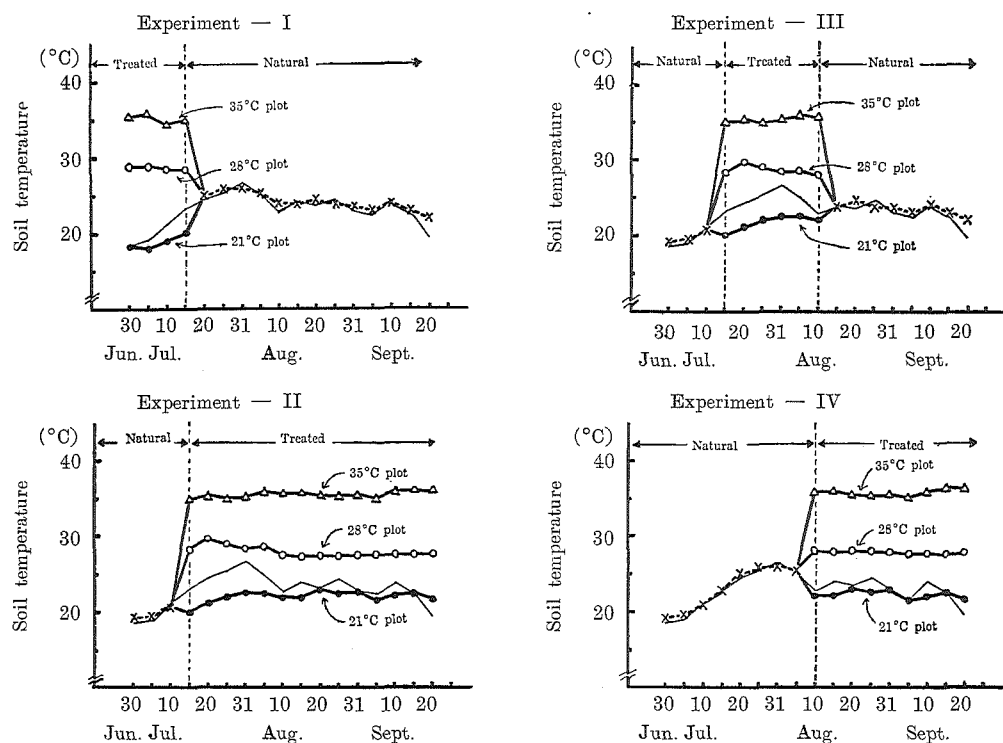 Experiment — I
(°C)
Treated
Natural
40
30
20
35°C plot
28°C plot
21°C plot
Soil temperature
30 10 20 31 10 20 31 10 20
Jun. Jul. Aug. Sept.
Experiment — III
(°C)
Natural
Treated
Natural
40
30
20
35°C plot
28°C plot
21°C plot
Soil temperature
30 10 20 31 10 20 31 10 20
Jun. Jul. Aug. Sept.
Experiment — II
(°C)
Natural
Treated
40
30
20
35°C plot
28°C plot
21°C plot
Soil temperature
30 10 20 31 10 20 31 10 20
Jun. Jul. Aug. Sept.
Experiment — IV
(°C)
Natural
Treated
40
30
20
35°C plot
28°C plot
21°C plot
Soil temperature
30 10 20 31 10 20 31 10 20
Jun. Jul. Aug. Sept.